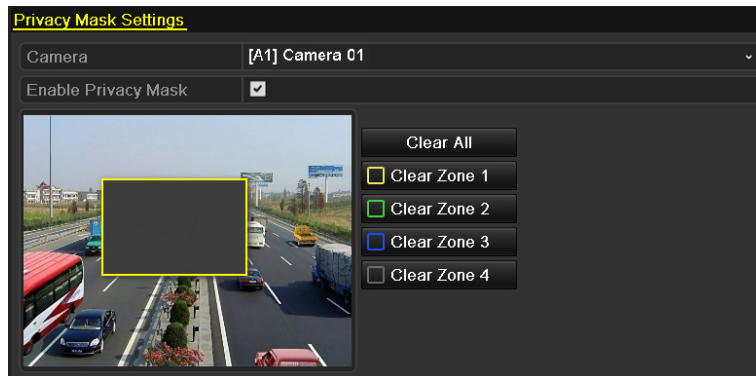 Privacy Mask Settings
Camera
[A1] Camera 01
Enable Privacy Mask
Clear All
Clear Zone 1
Clear Zone 2
Clear Zone 3
Clear Zone 4